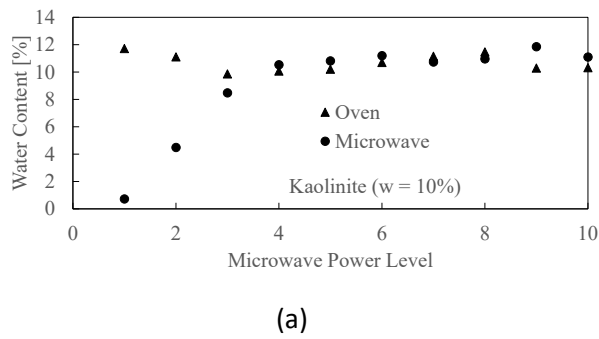 14
12
10
8
6
4
2
0
Water Content [%]
Oven
Microwave
Kaolinite (w = 10%)
0 2 4 6 8 10
Microwave Power Level
(a)